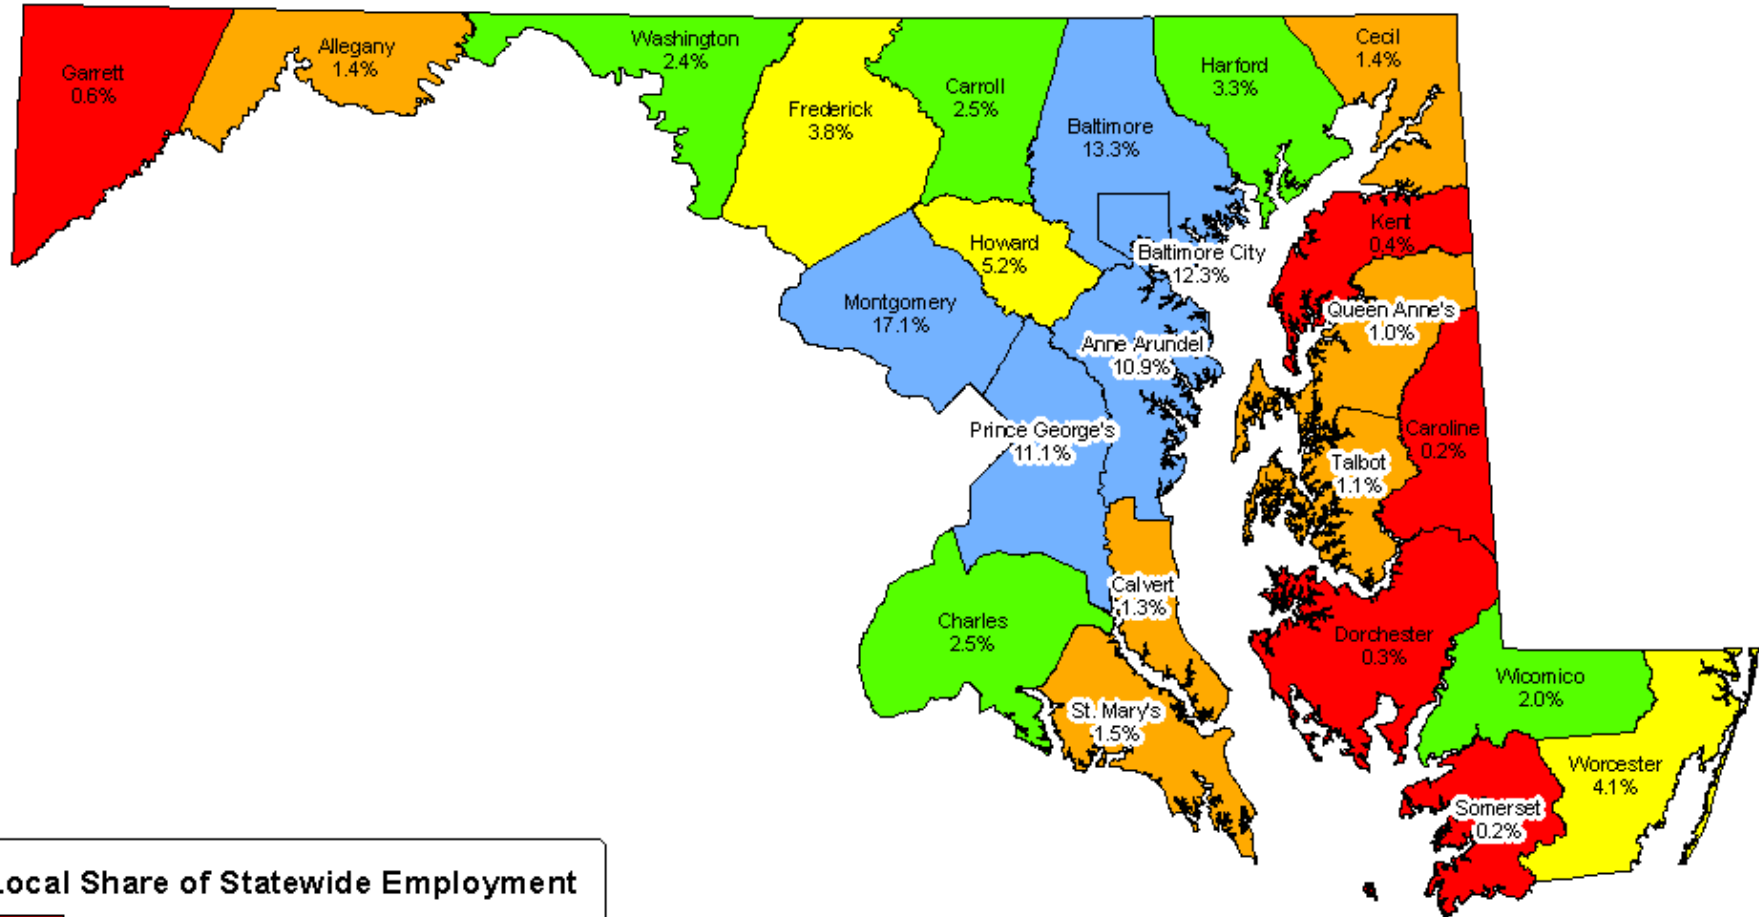 Garrett
0.6%
Allegany
1.4%
Washington
2.4%
Frederick
3.8%
Carroll
2.5%
Baltimore
13.3%
Harford
3.3%
Cecil
1.4%
Kent
0.4%
Howard
5.2%
Baltimore City
12.3%
Montgomery
17.1%
Queen Anne's
1.0%
Anne Arundel
10.9%
Prince George's
11.1%
Caroline
0.2%
Talbot
1.1%
Calvert
1.3%
Charles
2.5%
Dorchester
0.3%
Wicomico
2.0%
St. Mary's
1.5%
Worcester
4.1%
Somerset
0.2%
Local Share of Statewide Employment